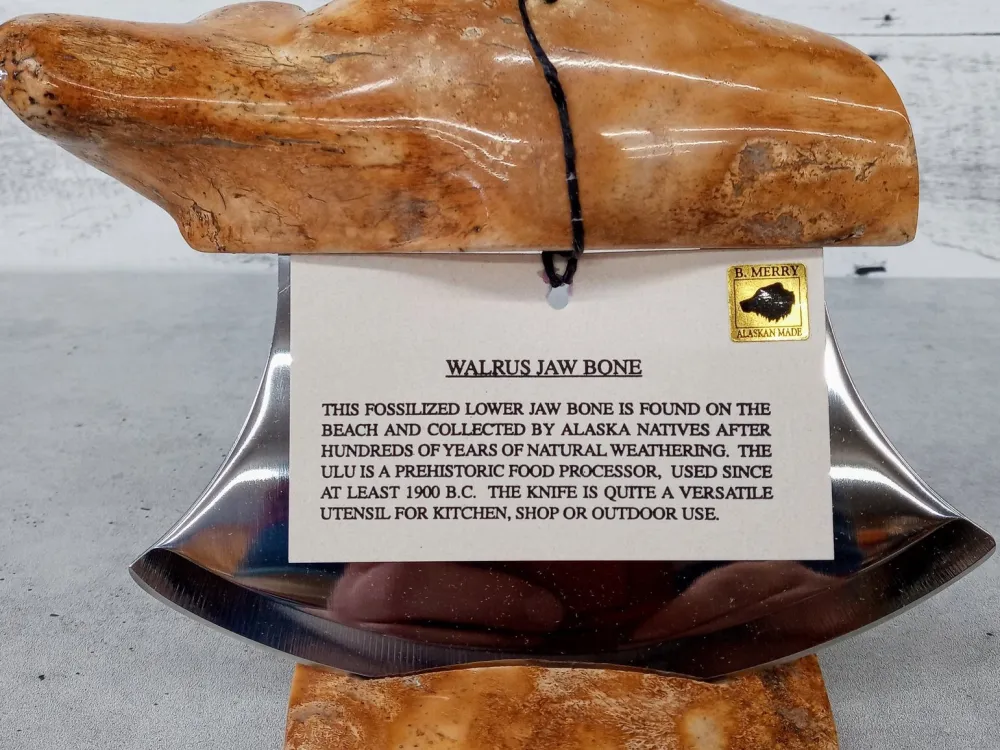 B. MERRY
ALASKAN MADE
WALRUS JAW BONE
THIS FOSSILIZED LOWER JAW BONE IS FOUND ON THE
BEACH AND COLLECTED BY ALASKA NATIVES AFTER
HUNDREDS OF YEARS OF NATURAL WEATHERING. THE
ULU IS A PREHISTORIC FOOD PROCESSOR, USED SINCE
AT LEAST 1900 B.C. THE KNIFE IS QUITE A VERSATILE
UTENSIL FOR KITCHEN, SHOP OR OUTDOOR USE.